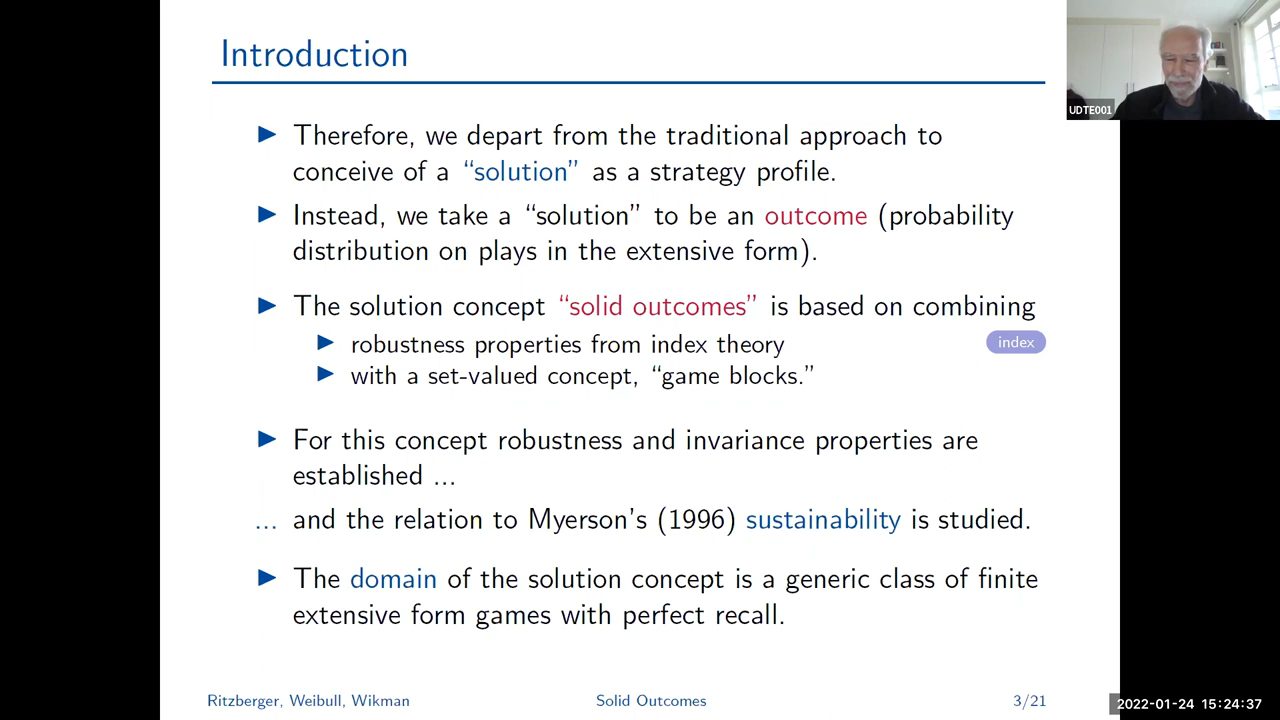 Introduction
UDTE001
► Therefore, we depart from the traditional approach to
conceive of a “solution” as a strategy profile.
► Instead, we take a “solution” to be an outcome (probability
distribution on plays in the extensive form).
► The solution concept “solid outcomes” is based on combining
► robustness properties from index theory
index
► with a set-valued concept, “game blocks.”
► For this concept robustness and invariance properties are
established ...
... and the relation to Myerson's (1996) sustainability is studied.
► The domain of the solution concept is a generic class of finite
extensive form games with perfect recall.
Ritzberger, Weibull, Wikman
Solid Outcomes
3/21
2022-01-24 15:24:37